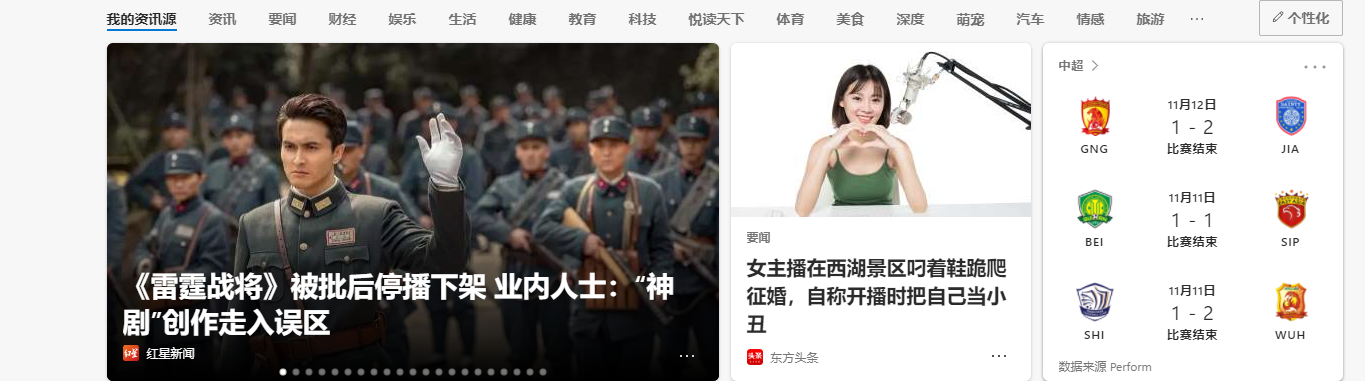 我的资讯源 资讯 要闻 财经 娱乐 生活 健康 教育 科技 悦读天下 体育 美食 深度 萌宠 汽车 情感 旅游 ··· 个性化
《雷霆战将》被批后停播下架 业内人士：“神
剧”创作走入误区
红星新闻
要闻
女主播在西湖景区叼着鞋跪爬
征婚，自称开播时把自己当小
丑
头条 东方头条
中超
11月12日
1 - 2
GNG 比赛结束 JIA
11月11日
1 - 1
BEI 比赛结束 SIP
11月11日
1 - 2
SHI 比赛结束 WUH
数据来源 Perform